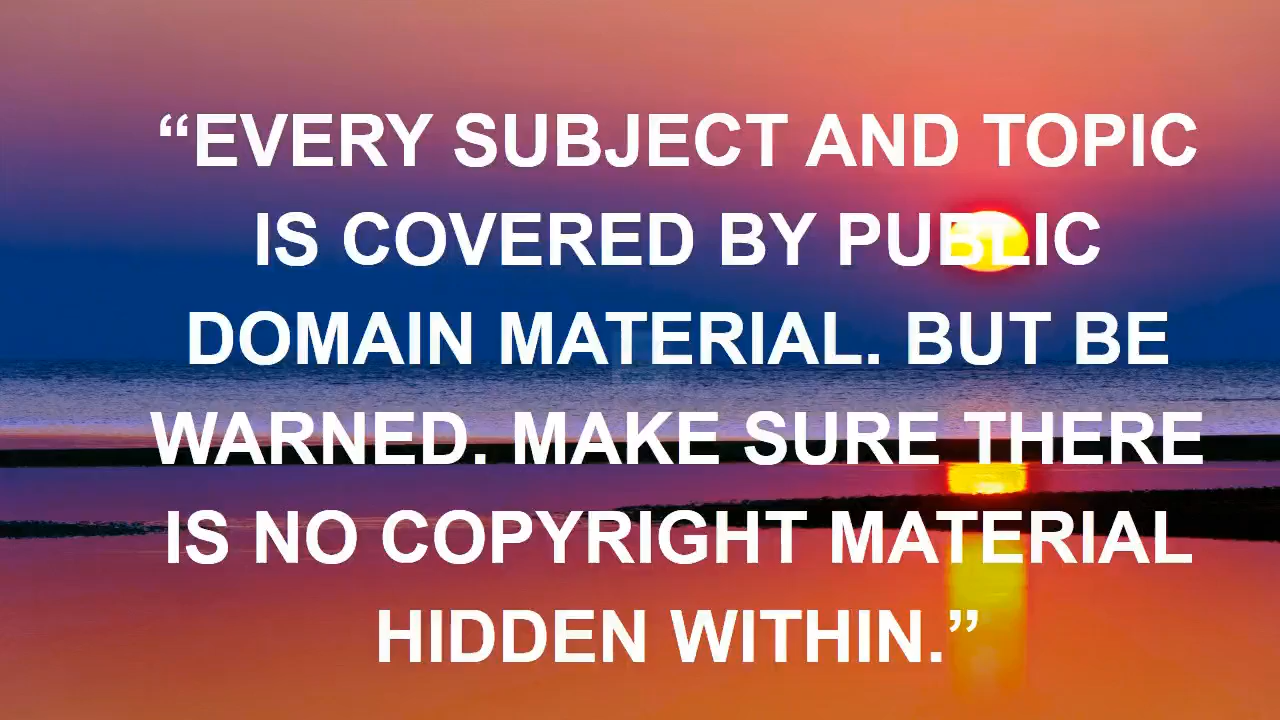 “EVERY SUBJECT AND TOPIC
IS COVERED BY PUBLIC
DOMAIN MATERIAL. BUT BE
WARNED. MAKE SURE THERE
IS NO COPYRIGHT MATERIAL
HIDDEN WITHIN.”